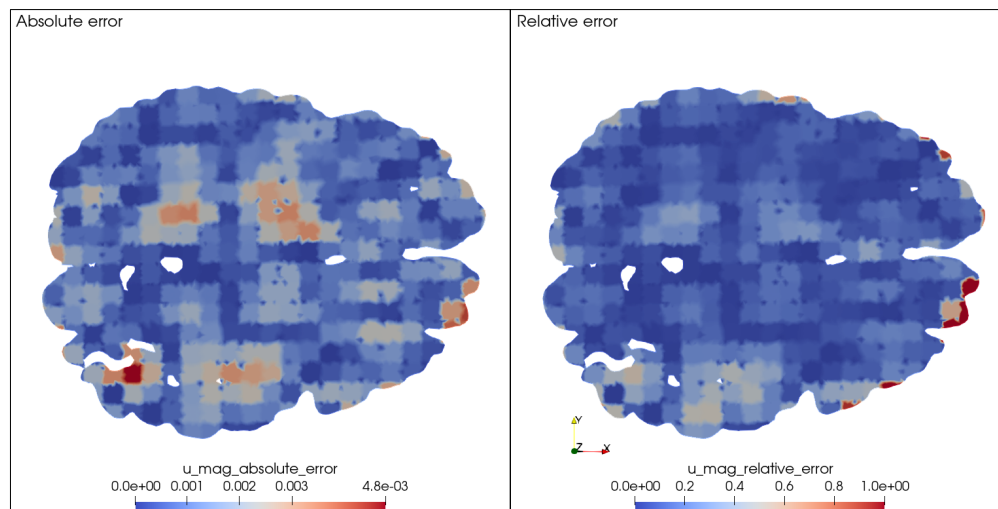 Absolute error
Relative error
u_mag_absolute_error
0.0e+00 0.001 0.002 0.003 4.8e-03
Y
Z
X
u_mag_relative_error
0.0e+00 0.2 0.4 0.6 0.8 1.0e+00